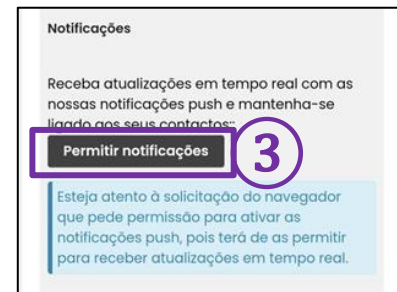 Notificações
Receba atualizações em tempo real com as
nossas notificações push e mantenha-se
ligado aos seus contactos::
Permitir notificações
3
Esteja atento à solicitação do navegador
que pede permissão para ativar as
notificações push, pois terá de as permitir
para receber atualizações em tempo real.